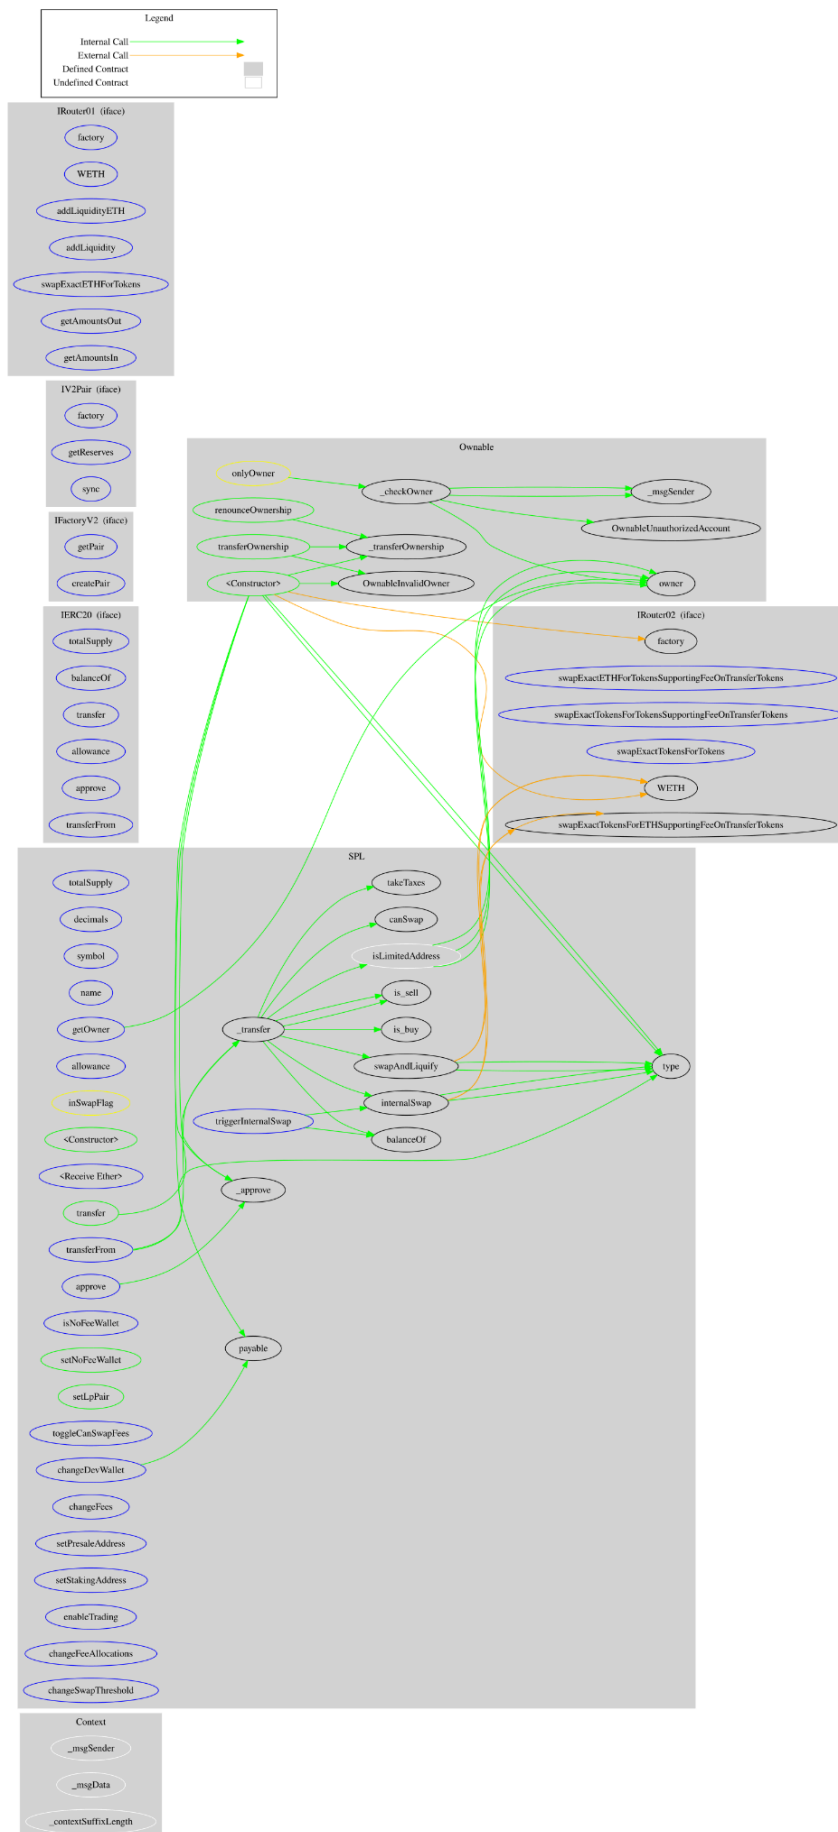 Legend
Internal Call
External Call
Defined Contract
Undefined Contract
IRouter01 (iface)
factory
WETH
addLiquidityETH
addLiquidity
swapExactETHForTokens
getAmountsOut
getAmountsIn
IV2Pair (iface)
factory
getReserves
sync
IFactoryV2 (iface)
getPair
createPair
IERC20 (iface)
totalSupply
balanceOf
transfer
allowance
approve
transferFrom
Ownable
onlyOwner
renounceOwnership
transferOwnership
<Constructor>
_checkOwner
_transferOwnership
OwnableInvalidOwner
_msgSender
OwnableUnauthorizedAccount
owner
IRouter02 (iface)
factory
swapExactETHForTokensSupportingFeeOnTransferTokens
swapExactTokensForTokensSupportingFeeOnTransferTokens
swapExactTokensForTokens
WETH
swapExactTokensForETHSupportingFeeOnTransferTokens
SPL
totalSupply
decimals
symbol
name
getOwner
allowance
inSwapFlag
<Constructor>
<Receive Ether>
transfer
transferFrom
approve
isNoFeeWallet
setNoFeeWallet
setLpPair
toggleCanSwapFees
changeDevWallet
changeFees
setPresaleAddress
setStakingAddress
enableTrading
changeFeeAllocations
changeSwapThreshold
_transfer
triggerInternalSwap
_approve
payable
takeTaxes
canSwap
isLimitedAddress
is_sell
is_buy
swapAndLiquify
internalSwap
balanceOf
type
Context
_msgSender
_msgData
_contextSuffixLength